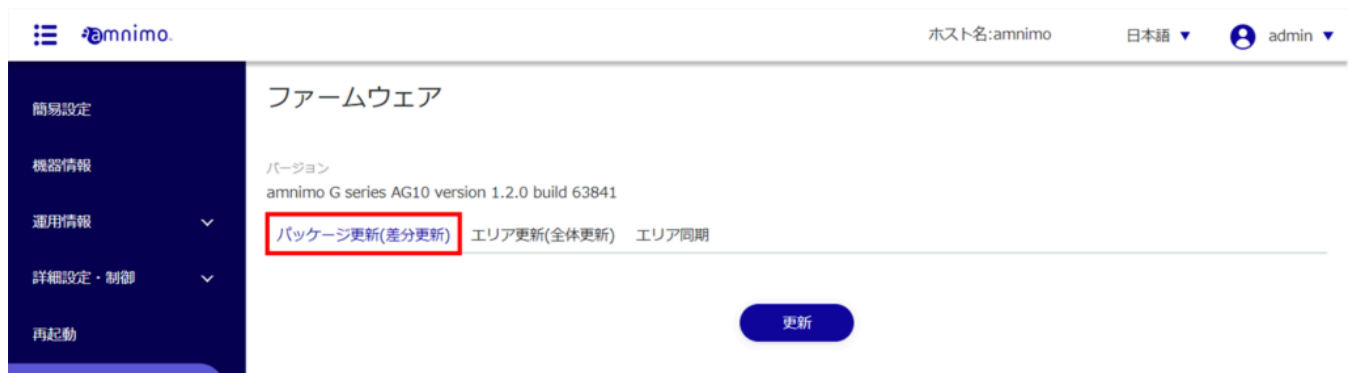 amnimo.
ホスト名:amnimo
日本語 ▼
admin ▼
簡易設定
機器情報
運用情報
詳細設定・制御
再起動
ファームウェア
バージョン
amnimo G series AG10 version 1.2.0 build 63841
パッケージ更新(差分更新) エリア更新(全体更新) エリア同期
更新